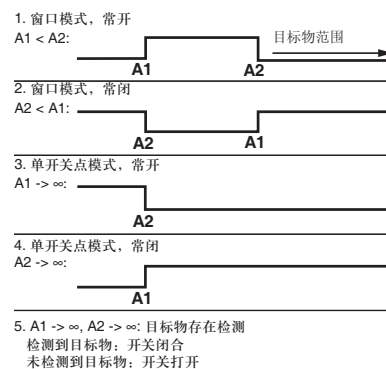 1. 窗口模式，常开
A1 < A2:
目标物范围
A1
A2
2. 窗口模式，常闭
A2 < A1:
A2
A1
3. 单开关点模式，常开
A1 -> ∞:
A2
4. 单开关点模式，常闭
A2 -> ∞:
A1
5. A1 -> ∞, A2 -> ∞: 目标物存在检测
检测到目标物：开关闭合
未检测到目标物：开关打开